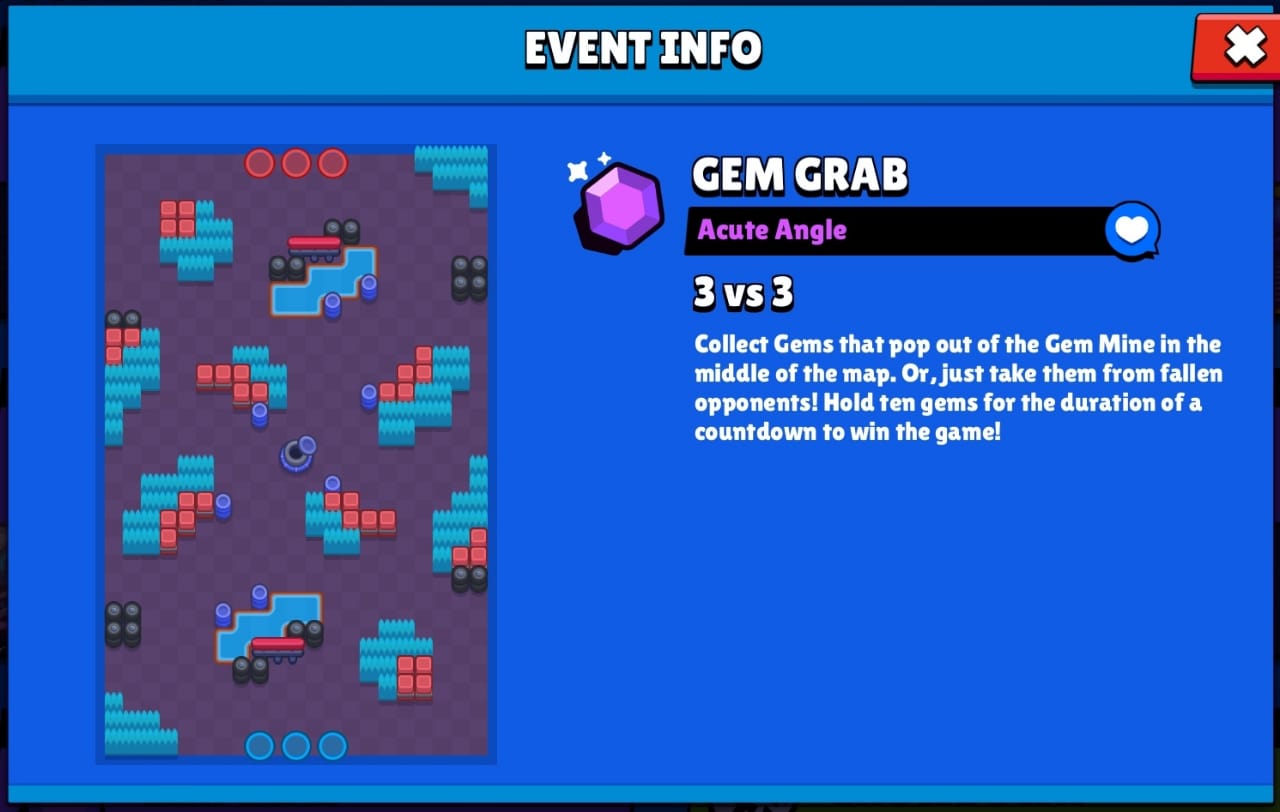 EVENT INFO
GEM GRAB
Acute Angle
3 vs 3
Collect Gems that pop out of the Gem Mine in the
middle of the map. Or, just take them from fallen
opponents! Hold ten gems for the duration of a
countdown to win the game!